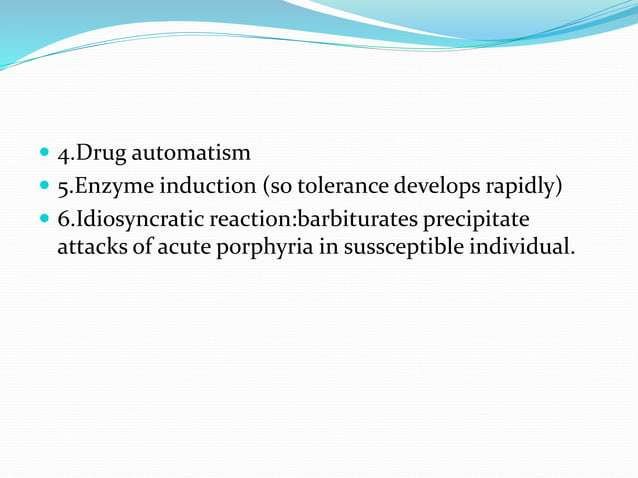 4.Drug automatism
5.Enzyme induction (so tolerance develops rapidly)
6.Idiosyncratic reaction:barbiturates precipitate
attacks of acute porphyria in sussceptible individual.